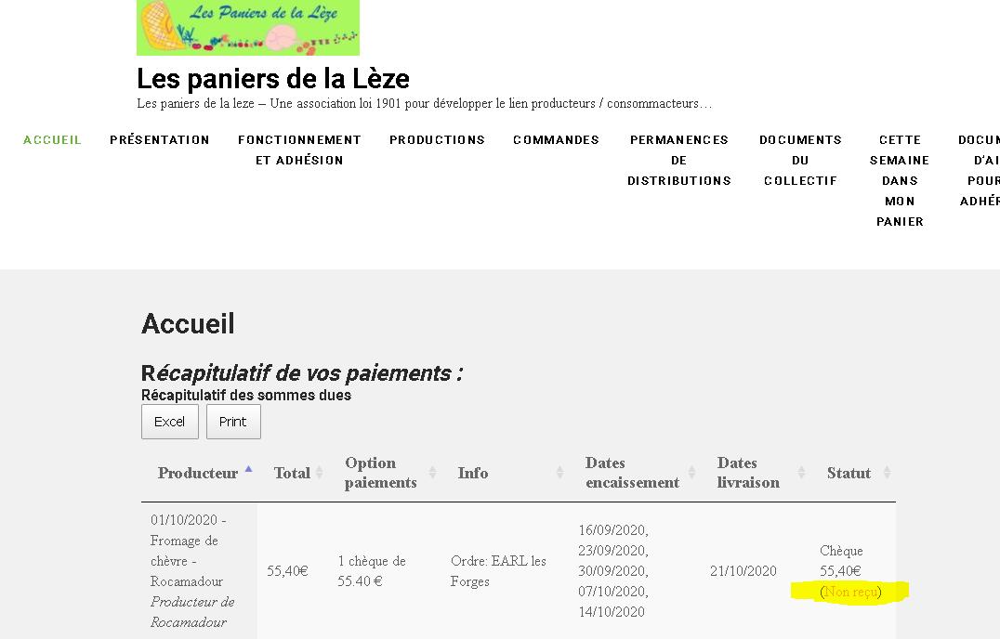 Les Paniers de la Lèze
Les paniers de la Lèze
Les paniers de la leze – Une association loi 1901 pour développer le lien producteurs / consommacteurs…
ACCUEIL
PRÉSENTATION
FONCTIONNEMENT
ET ADHÉSION
PRODUCTIONS
COMMANDES
PERMANENCES
DE
DISTRIBUTIONS
DOCUMENTS
DU
COLLECTIF
CETTE
SEMAINE
DANS
MON
PANIER
DOCUM
D'AI
POUR
ADHÉR
Accueil
Récapitulatif de vos paiements :
Récapitulatif des sommes dues
Excel
Print
Producteur
Total
Option
paiements
Info
Dates
encaissement
Dates
livraison
Statut
01/10/2020 -
Fromage de
chèvre -
Rocamadour
Producteur de
Rocamadour
55,40€
1 chèque de
55.40 €
Ordre: EARL les
Forges
16/09/2020,
23/09/2020,
30/09/2020,
07/10/2020,
14/10/2020
21/10/2020
Chèque
55,40€
(Non reçu)